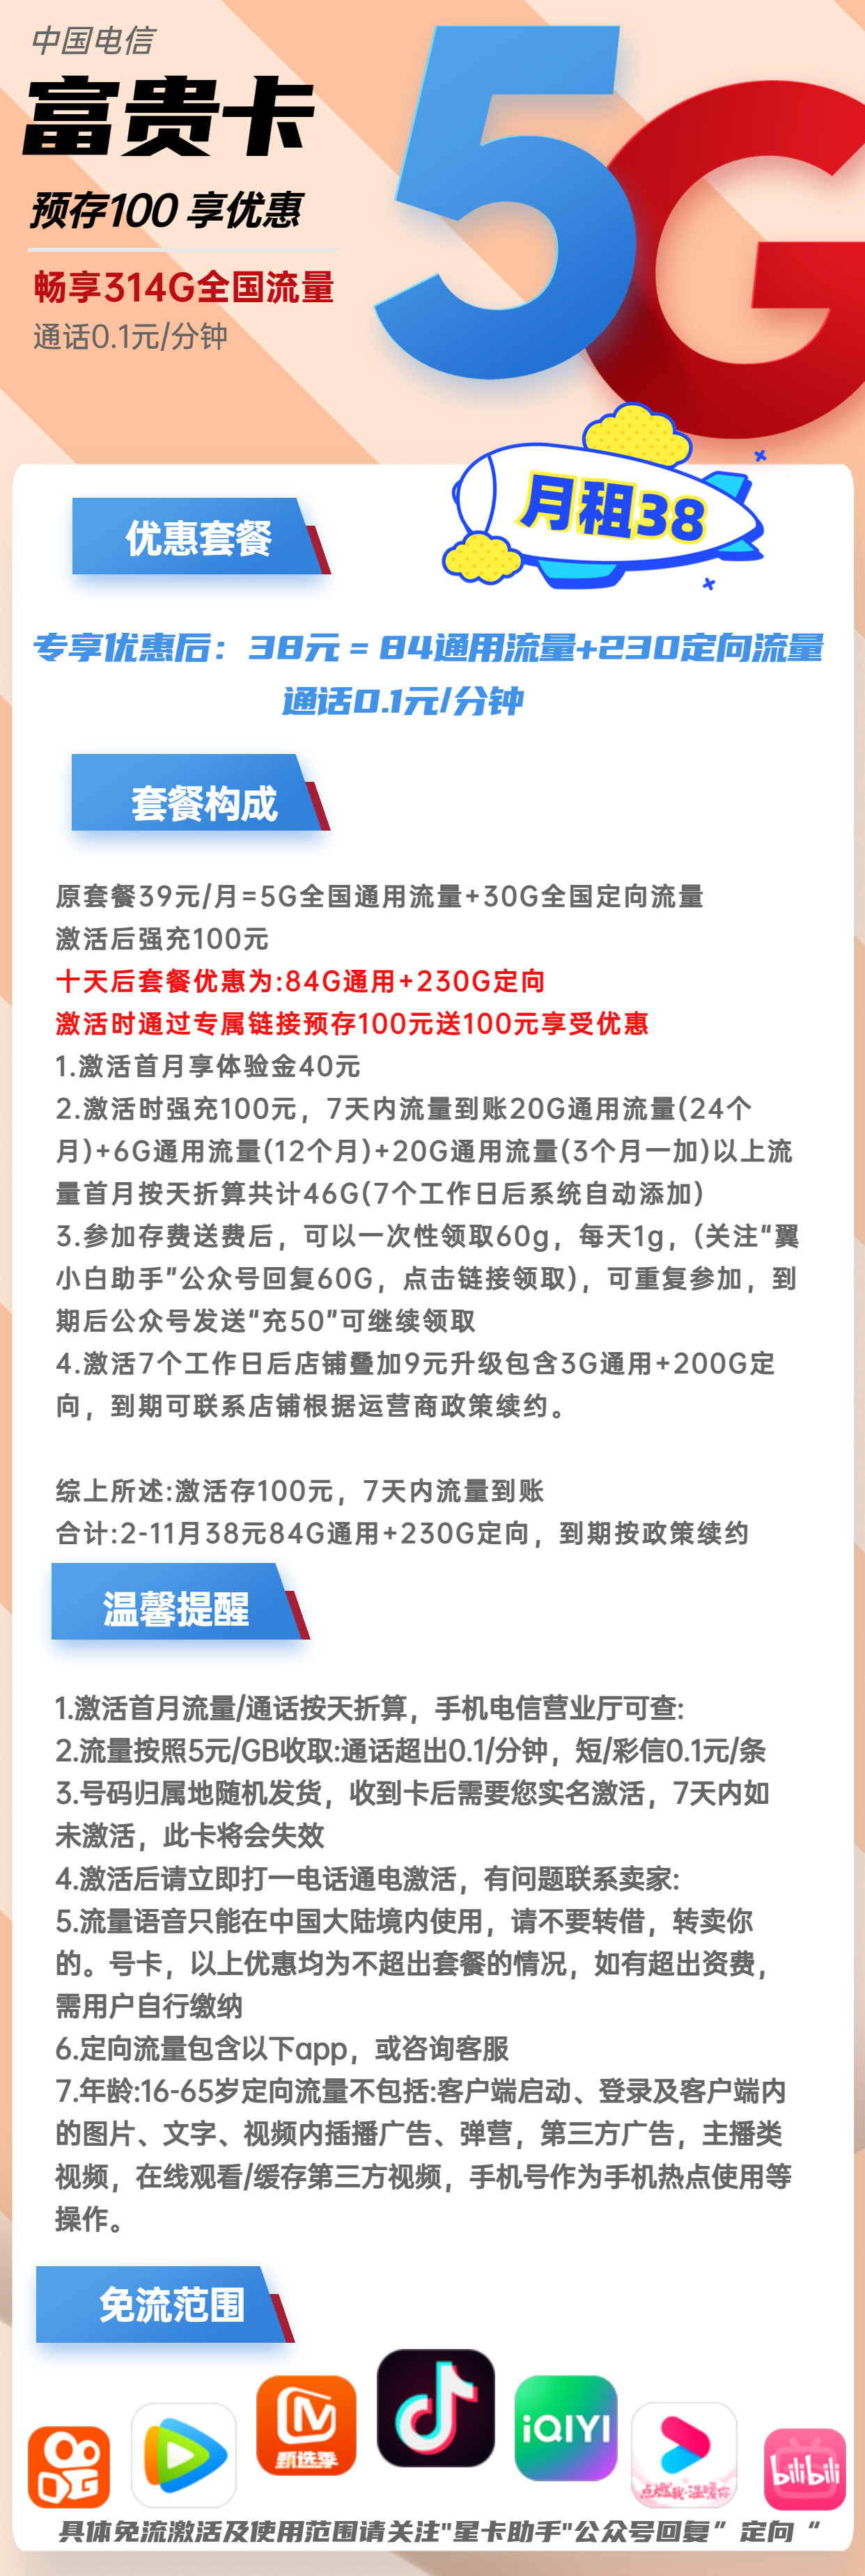 中国电信
富贵卡
预存100 享优惠
畅享314G全国流量
通话0.1元/分钟
5G
月租38
优惠套餐
专享优惠后：38元 = 84通用流量+230定向流量
通话0.1元/分钟
套餐构成
原套餐39元/月=5G全国通用流量+30G全国定向流量
激活后强充100元
十天后套餐优惠为:84G通用+230G定向
激活时通过专属链接预存100元送100元享受优惠
1.激活首月享体验金40元
2.激活时强充100元，7天内流量到账20G通用流量(24个
月)+6G通用流量(12个月)+20G通用流量(3个月一加)以上流
量首月按天折算共计46G(7个工作日后系统自动添加)
3.参加存费送费后，可以一次性领取60g，每天1g，(关注"翼
小白助手"公众号回复60G，点击链接领取)，可重复参加，到
期后公众号发送"充50"可继续领取
4.激活7个工作日后店铺叠加9元升级包含3G通用+200G定
向，到期可联系店铺根据运营商政策续约。
综上所述:激活存100元，7天内流量到账
合计:2-11月38元84G通用+230G定向，到期按政策续约
温馨提醒
1.激活首月流量/通话按天折算，手机电信营业厅可查:
2.流量按照5元/GB收取:通话超出0.1/分钟，短/彩信0.1元/条
3.号码归属地随机发货，收到卡后需要您实名激活，7天内如
未激活，此卡将会失效
4.激活后请立即打一电话通电激活，有问题联系卖家:
5.流量语音只能在中国大陆境内使用，请不要转借，转卖你
的。号卡，以上优惠均为不超出套餐的情况，如有超出资费，
需用户自行缴纳
6.定向流量包含以下app，或咨询客服
7.年龄:16-65岁定向流量不包括:客户端启动、登录及客户端内
的图片、文字、视频内插播广告、弹营，第三方广告，主播类
视频，在线观看/缓存第三方视频，手机号作为手机热点使用等
操作。
免流范围
甄选季
iQIYI
点燃我·温暖你
bilibili
具体免流激活及使用范围请关注"星卡助手"公众号回复”定向“